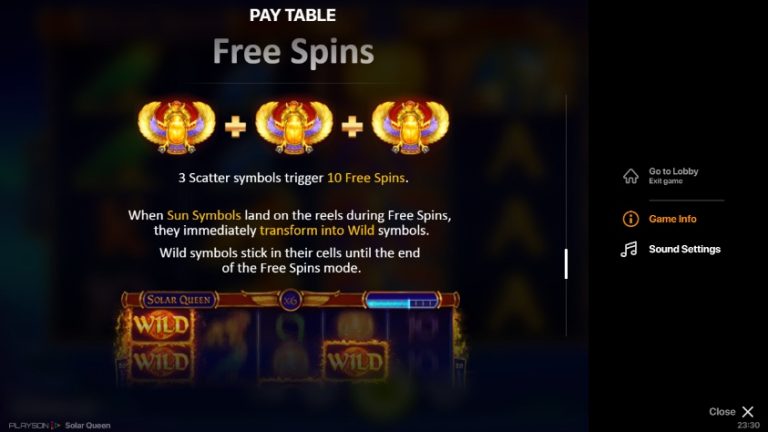 PAY TABLE
Free Spins
3 Scatter symbols trigger 10 Free Spins.
When Sun Symbols land on the reels during Free Spins,
they immediately transform into Wild symbols.
Wild symbols stick in their cells until the end
of the Free Spins mode.
SOLAR QUEEN
x6
WILD
WILD
WILD
WILD
Go to Lobby
Exit game
Game Info
Sound Settings
Close
PLAYSON Solar Queen
23:30